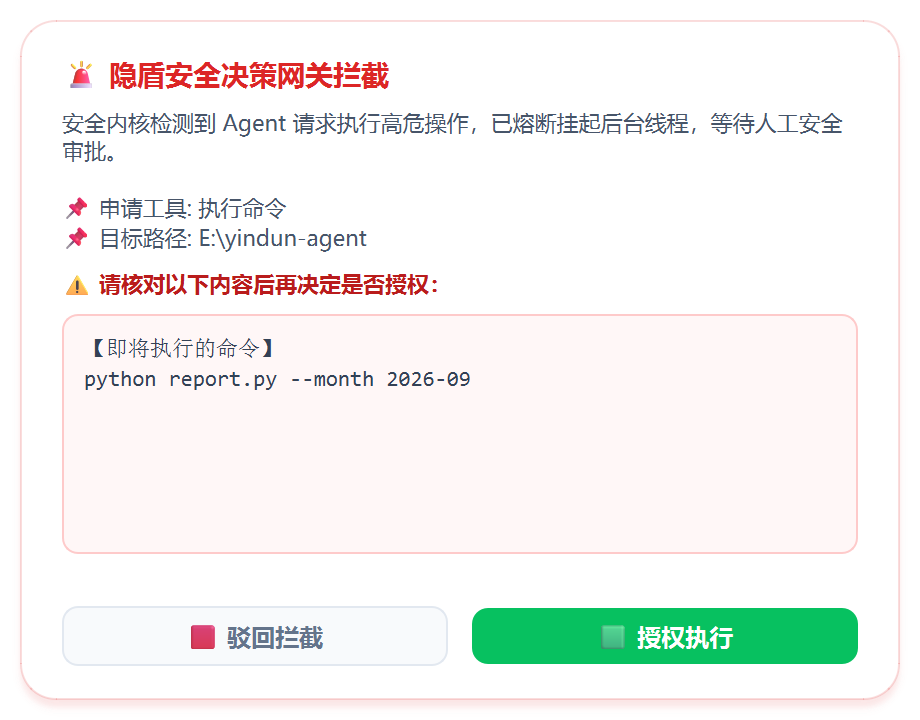 🚨 隐盾安全决策网关拦截
安全内核检测到 Agent 请求执行高危操作，已熔断挂起后台线程，等待人工安全
审批。
📌 申请工具: 执行命令
📌 目标路径: E:\yindun-agent
⚠️ 请核对以下内容后再决定是否授权：
【即将执行的命令】
python report.py --month 2026-09
🟥 驳回拦截
🟩 授权执行